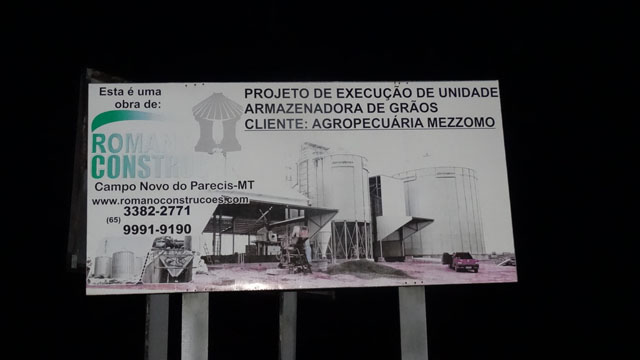 Esta é uma
obra de:
ROMANO
CONSTRU
Campo Novo do Parecis-MT
www.romanoconstrucoes.com
3382-2771
(65)
9991-9190
PROJETO DE EXECUÇÃO DE UNIDADE
ARMAZENADORA DE GRÃOS
CLIENTE: AGROPECUÁRIA MEZZOMO